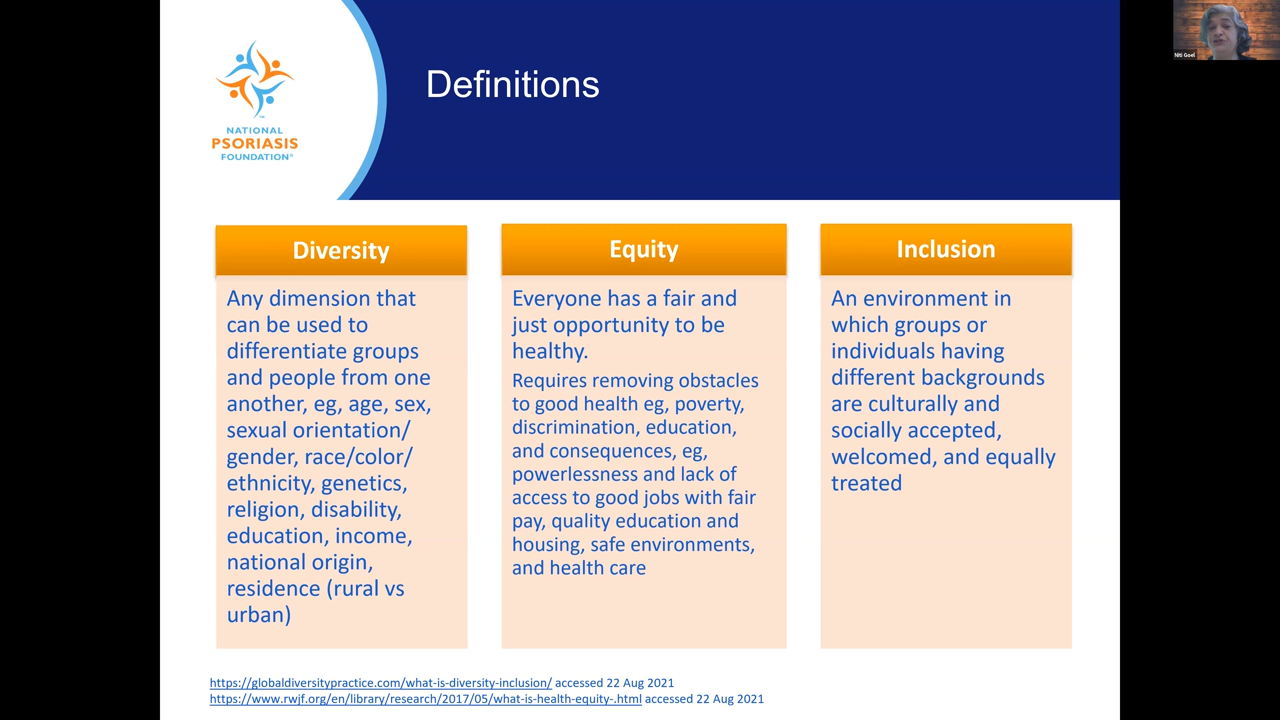 Niti Goel
Definitions
NATIONAL
PSORIASIS
FOUNDATION®
Diversity
Any dimension that
can be used to
differentiate groups
and people from one
another, eg, age, sex,
sexual orientation/
gender, race/color/
ethnicity, genetics,
religion, disability,
education, income,
national origin,
residence (rural vs
urban)
Equity
Everyone has a fair and
just opportunity to be
healthy.
Requires removing obstacles
to good health eg, poverty,
discrimination, education,
and consequences, eg,
powerlessness and lack of
access to good jobs with fair
pay, quality education and
housing, safe environments,
and health care
Inclusion
An environment in
which groups or
individuals having
different backgrounds
are culturally and
socially accepted,
welcomed, and equally
treated
https://globaldiversitypractice.com/what-is-diversity-inclusion/ accessed 22 Aug 2021
https://www.rwjf.org/en/library/research/2017/05/what-is-health-equity-.html accessed 22 Aug 2021